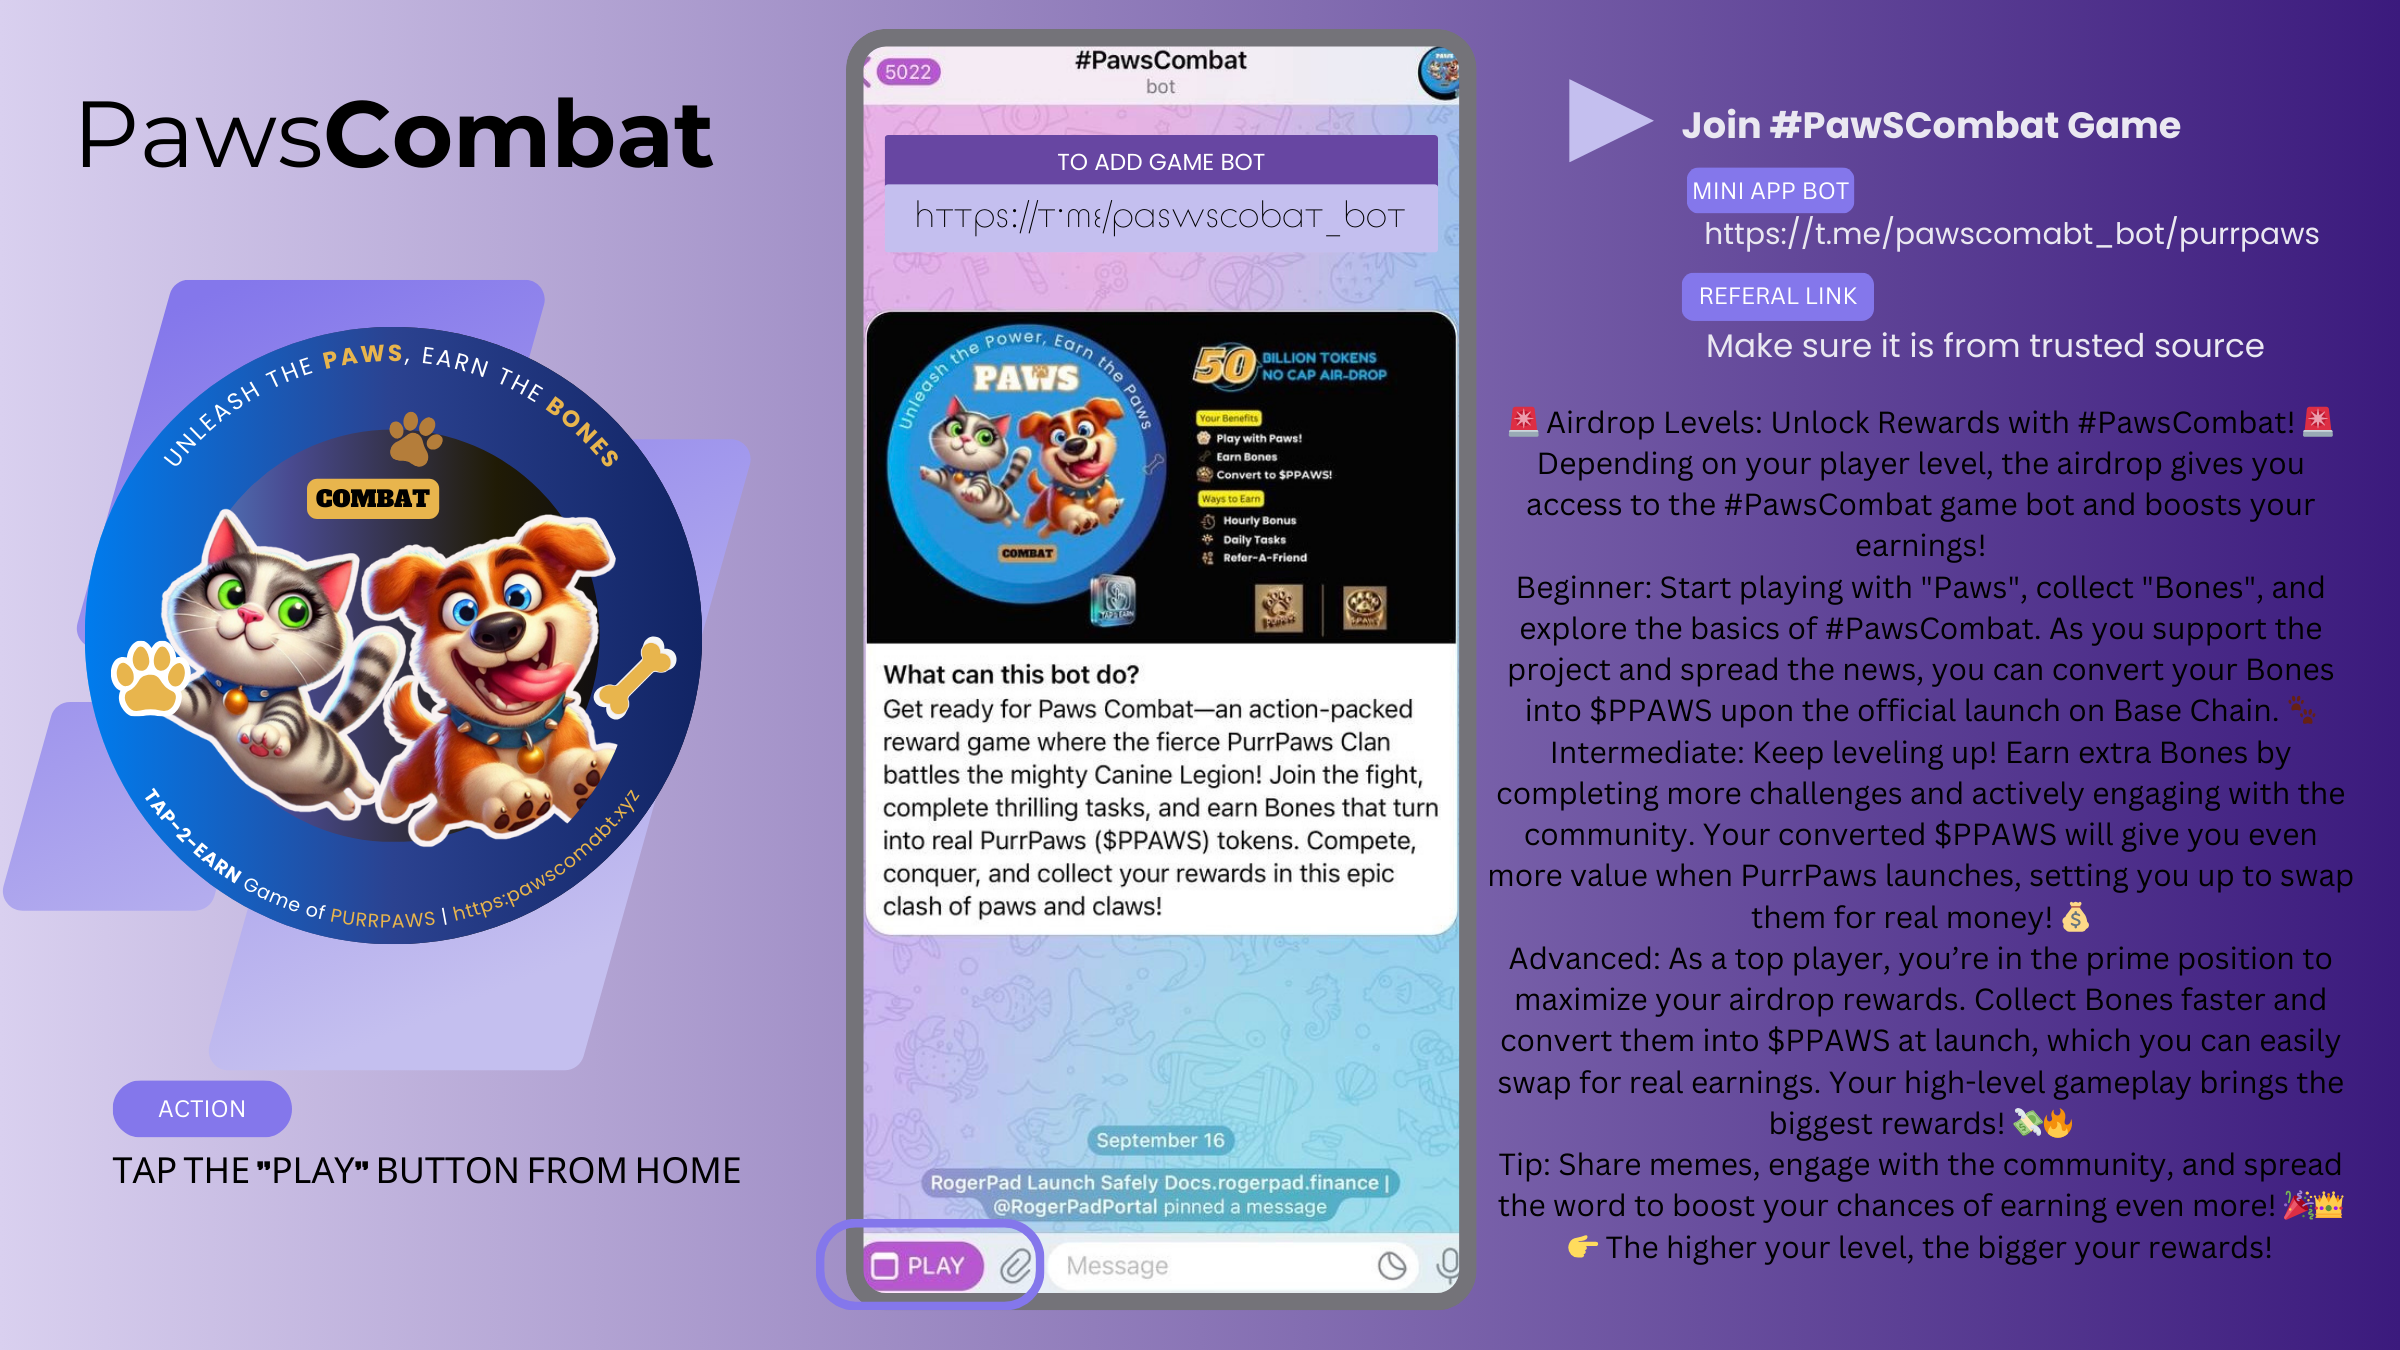 PawsCombat
UNLEASH THE PAWS, EARN THE BONES
COMBAT
TAP-2-EARN Game of PURRPAWS | https:pawscomabt.xyz
ACTION
TAP THE "PLAY" BUTTON FROM HOME
5022
#PawsCombat
bot
TO ADD GAME BOT
https://t.me/paswscobat_bot
Unleash the Power, Earn the Paws
PAWS
COMBAT
50 BILLION TOKENS
NO CAP AIR-DROP
Your Benefits
Play with Paws!
Earn Bones
Convert to $PPAWS!
Ways to Earn
Hourly Bonus
Daily Tasks
Refer-A-Friend
What can this bot do?
Get ready for Paws Combat—an action-packed
reward game where the fierce PurrPaws Clan
battles the mighty Canine Legion! Join the fight,
complete thrilling tasks, and earn Bones that turn
into real PurrPaws ($PPAWS) tokens. Compete,
conquer, and collect your rewards in this epic
clash of paws and claws!
September 16
RogerPad Launch Safely Docs.rogerpad.finance |
@RogerPadPortal pinned a message
PLAY
Message
Join #PawSCombat Game
MINI APP BOT
https://t.me/pawscomabt_bot/purrpaws
REFERAL LINK
Make sure it is from trusted source
🚨 Airdrop Levels: Unlock Rewards with #PawsCombat! 🚨
Depending on your player level, the airdrop gives you
access to the #PawsCombat game bot and boosts your
earnings!
Beginner: Start playing with "Paws", collect "Bones", and
explore the basics of #PawsCombat. As you support the
project and spread the news, you can convert your Bones
into $PPAWS upon the official launch on Base Chain. 🐾
Intermediate: Keep leveling up! Earn extra Bones by
completing more challenges and actively engaging with the
community. Your converted $PPAWS will give you even
more value when PurrPaws launches, setting you up to swap
them for real money! 💰
Advanced: As a top player, you’re in the prime position to
maximize your airdrop rewards. Collect Bones faster and
convert them into $PPAWS at launch, which you can easily
swap for real earnings. Your high-level gameplay brings the
biggest rewards! 💸🔥
Tip: Share memes, engage with the community, and spread
the word to boost your chances of earning even more! 🎉👑
👉 The higher your level, the bigger your rewards!